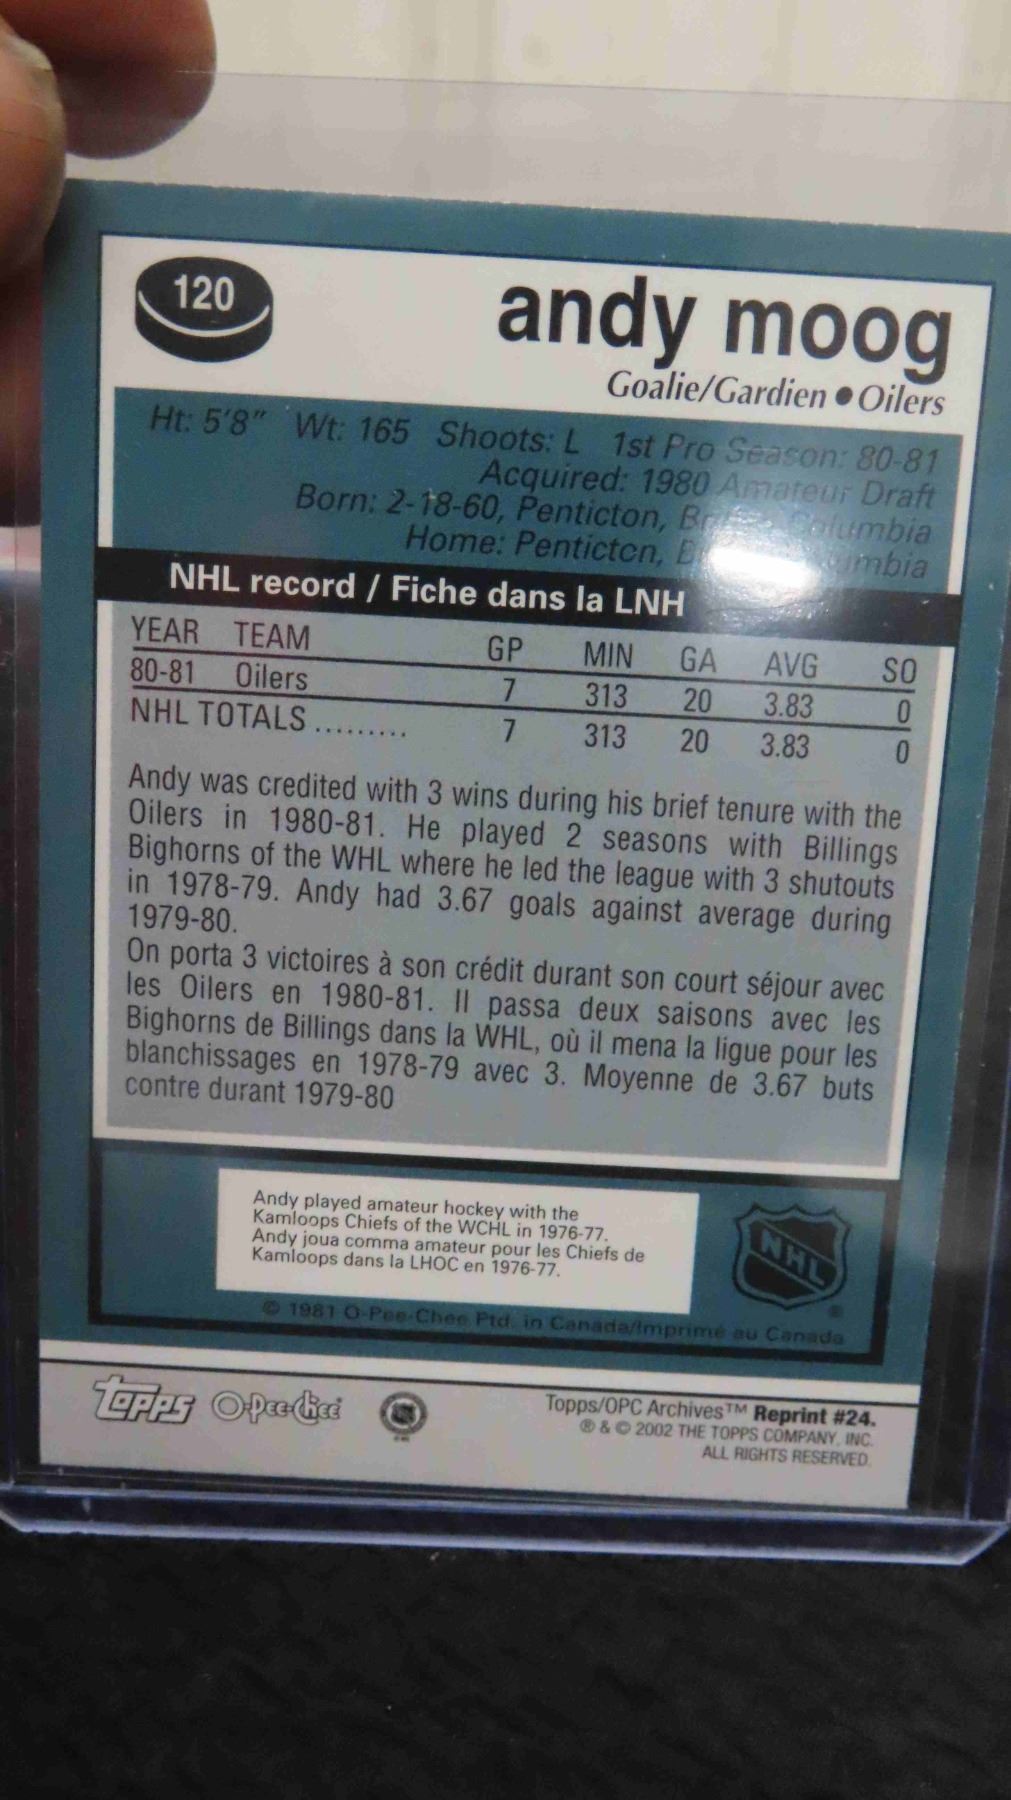 120
andy moog
Goalie/Gardien ● Oilers
Ht: 5'8" Wt: 165 Shoots: L 1st Pro Season: 80-81
Acquired: 1980 Amateur Draft
Born: 2-18-60, Penticton, Columbia
Home: Penticton,
NHL record / Fiche dans la LNH
YEAR TEAM GP MIN GA AVG SO
80-81 Oilers 7 313 20 3.83 0
NHL TOTALS ......... 7 313 20 3.83 0
Andy was credited with 3 wins during his brief tenure with the
Oilers in 1980-81. He played 2 seasons with Billings
Bighorns of the WHL where he led the league with 3 shutouts
in 1978-79. Andy had 3.67 goals against average during
1979-80.
On porta 3 victoires à son crédit durant son court séjour avec
les Oilers en 1980-81. Il passa deux saisons avec les
Bighorns de Billings dans la WHL, où il mena la ligue pour les
blanchissages en 1978-79 avec 3. Moyenne de 3.67 buts
contre durant 1979-80
Andy played amateur hockey with the
Kamloops Chiefs of the WCHL in 1976-77.
Andy joua comma amateur pour les Chiefs de
Kamloops dans la LHOC en 1976-77.
NHL
®
© 1981 O-Pee-Chee Ptd. in Canada/Imprimé au Canada
TOPPS O-Pee-Chee
Topps/OPC Archives™ Reprint #24.
® & © 2002 THE TOPPS COMPANY, INC.
ALL RIGHTS RESERVED.